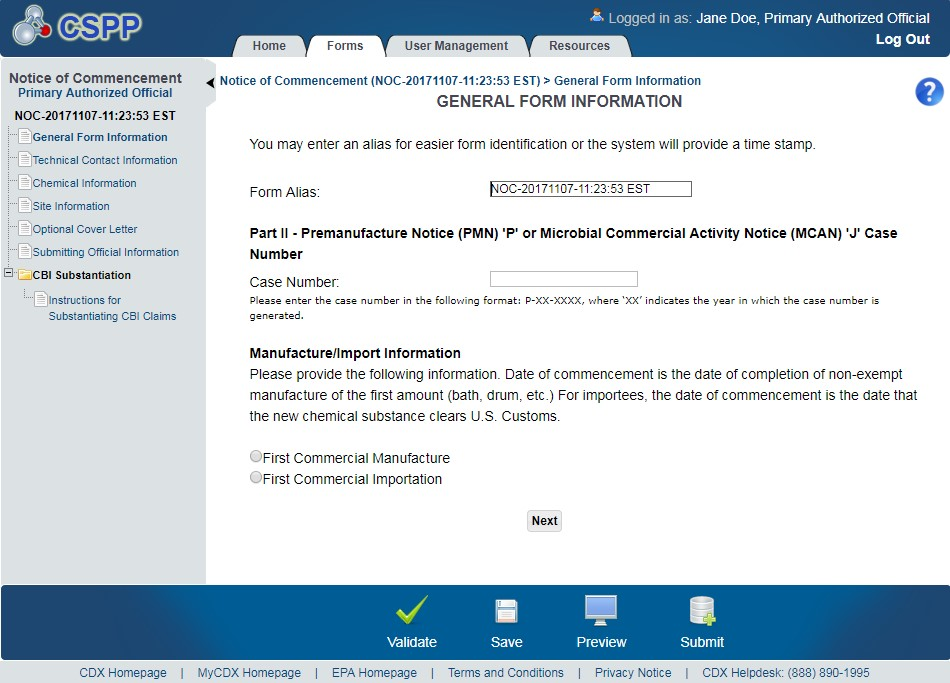 CSPP
Logged in as: Jane Doe, Primary Authorized Official
Log Out
Home
Forms
User Management
Resources
Notice of Commencement
Primary Authorized Official
NOC-20171107-11:23:53 EST
General Form Information
Technical Contact Information
Chemical Information
Site Information
Optional Cover Letter
Submitting Official Information
CBI Substantiation
Instructions for
Substantiating CBI Claims
Notice of Commencement (NOC-20171107-11:23:53 EST) > General Form Information
GENERAL FORM INFORMATION
?
You may enter an alias for easier form identification or the system will provide a time stamp.
Form Alias:
NOC-20171107-11:23:53 EST
Part II - Premanufacture Notice (PMN) 'P' or Microbial Commercial Activity Notice (MCAN) 'J' Case
Number
Case Number:
Please enter the case number in the following format: P-XX-XXXX, where 'XX' indicates the year in which the case number is
generated.
Manufacture/Import Information
Please provide the following information. Date of commencement is the date of completion of non-exempt
manufacture of the first amount (bath, drum, etc.) For importees, the date of commencement is the date that
the new chemical substance clears U.S. Customs.
First Commercial Manufacture
First Commercial Importation
Next
Validate
Save
Preview
Submit
CDX Homepage | MyCDX Homepage | EPA Homepage | Terms and Conditions | Privacy Notice | CDX Helpdesk: (888) 890-1995